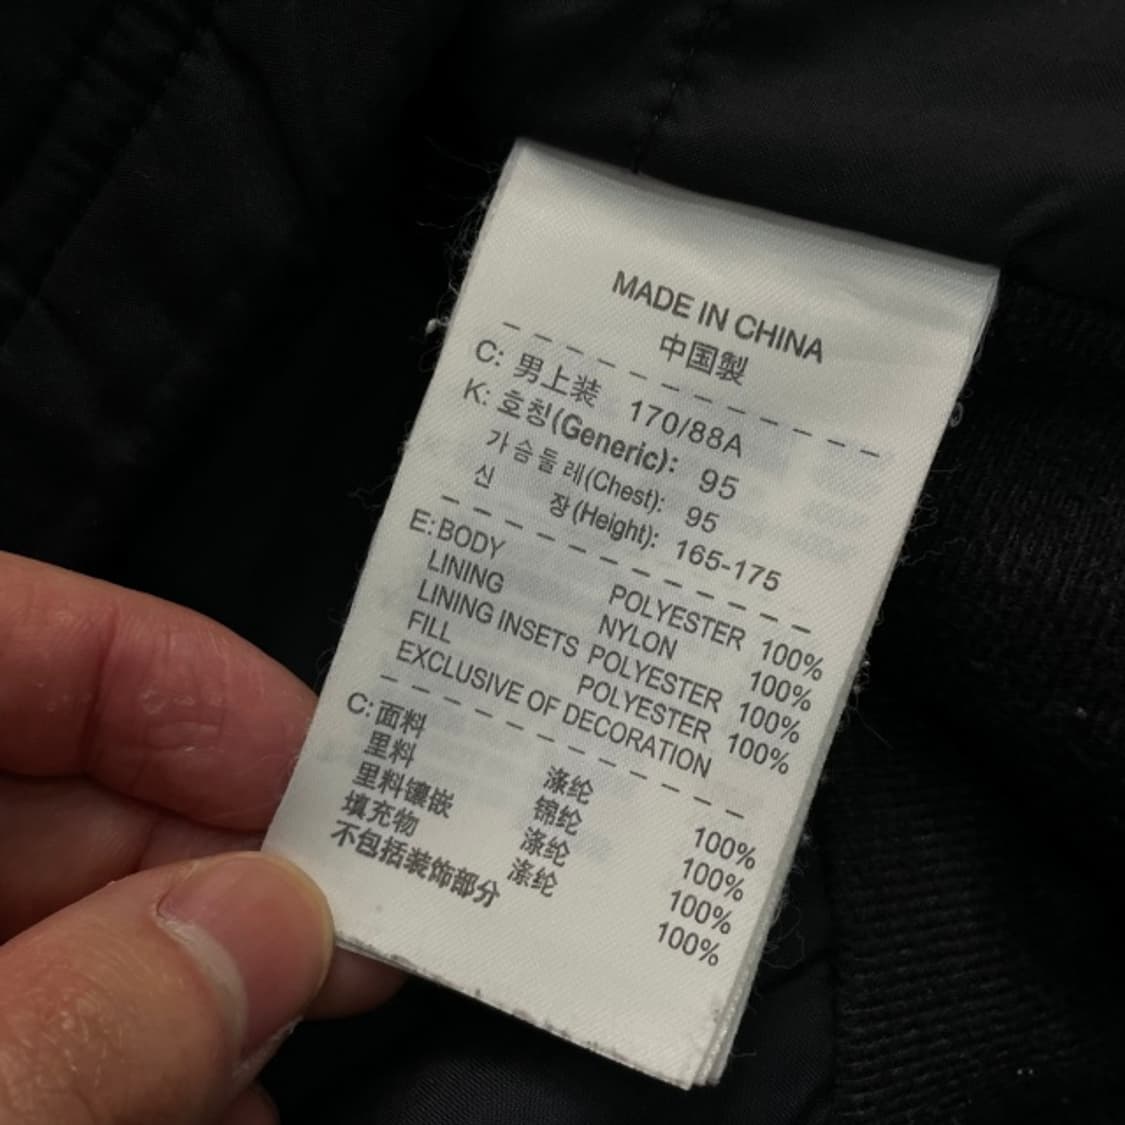 MADE IN CHINA
中国製
C: 男上装 170/88A
K: 호칭(Generic): 95
가슴둘레(Chest): 95
신 장(Height): 165-175
E: BODY POLYESTER 100%
LINING NYLON 100%
LINING INSETS POLYESTER 100%
FILL POLYESTER 100%
EXCLUSIVE OF DECORATION
C: 面料 涤纶 100%
里料 锦纶 100%
里料镶嵌 涤纶 100%
填充物 涤纶 100%
不包括装饰部分